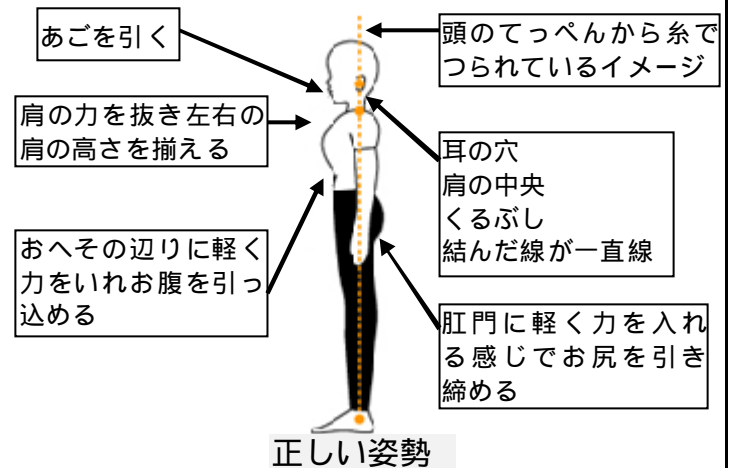 あごを引く
頭のてっぺんから糸で
つられているイメージ
肩の力を抜き左右の
肩の高さを揃える
耳の穴
肩の中央
くるぶし
結んだ線が一直線
おへその辺りに軽く
力をいれお腹を引っ
込める
肛門に軽く力を入れ
る感じでお尻を引き
締める
正しい姿勢